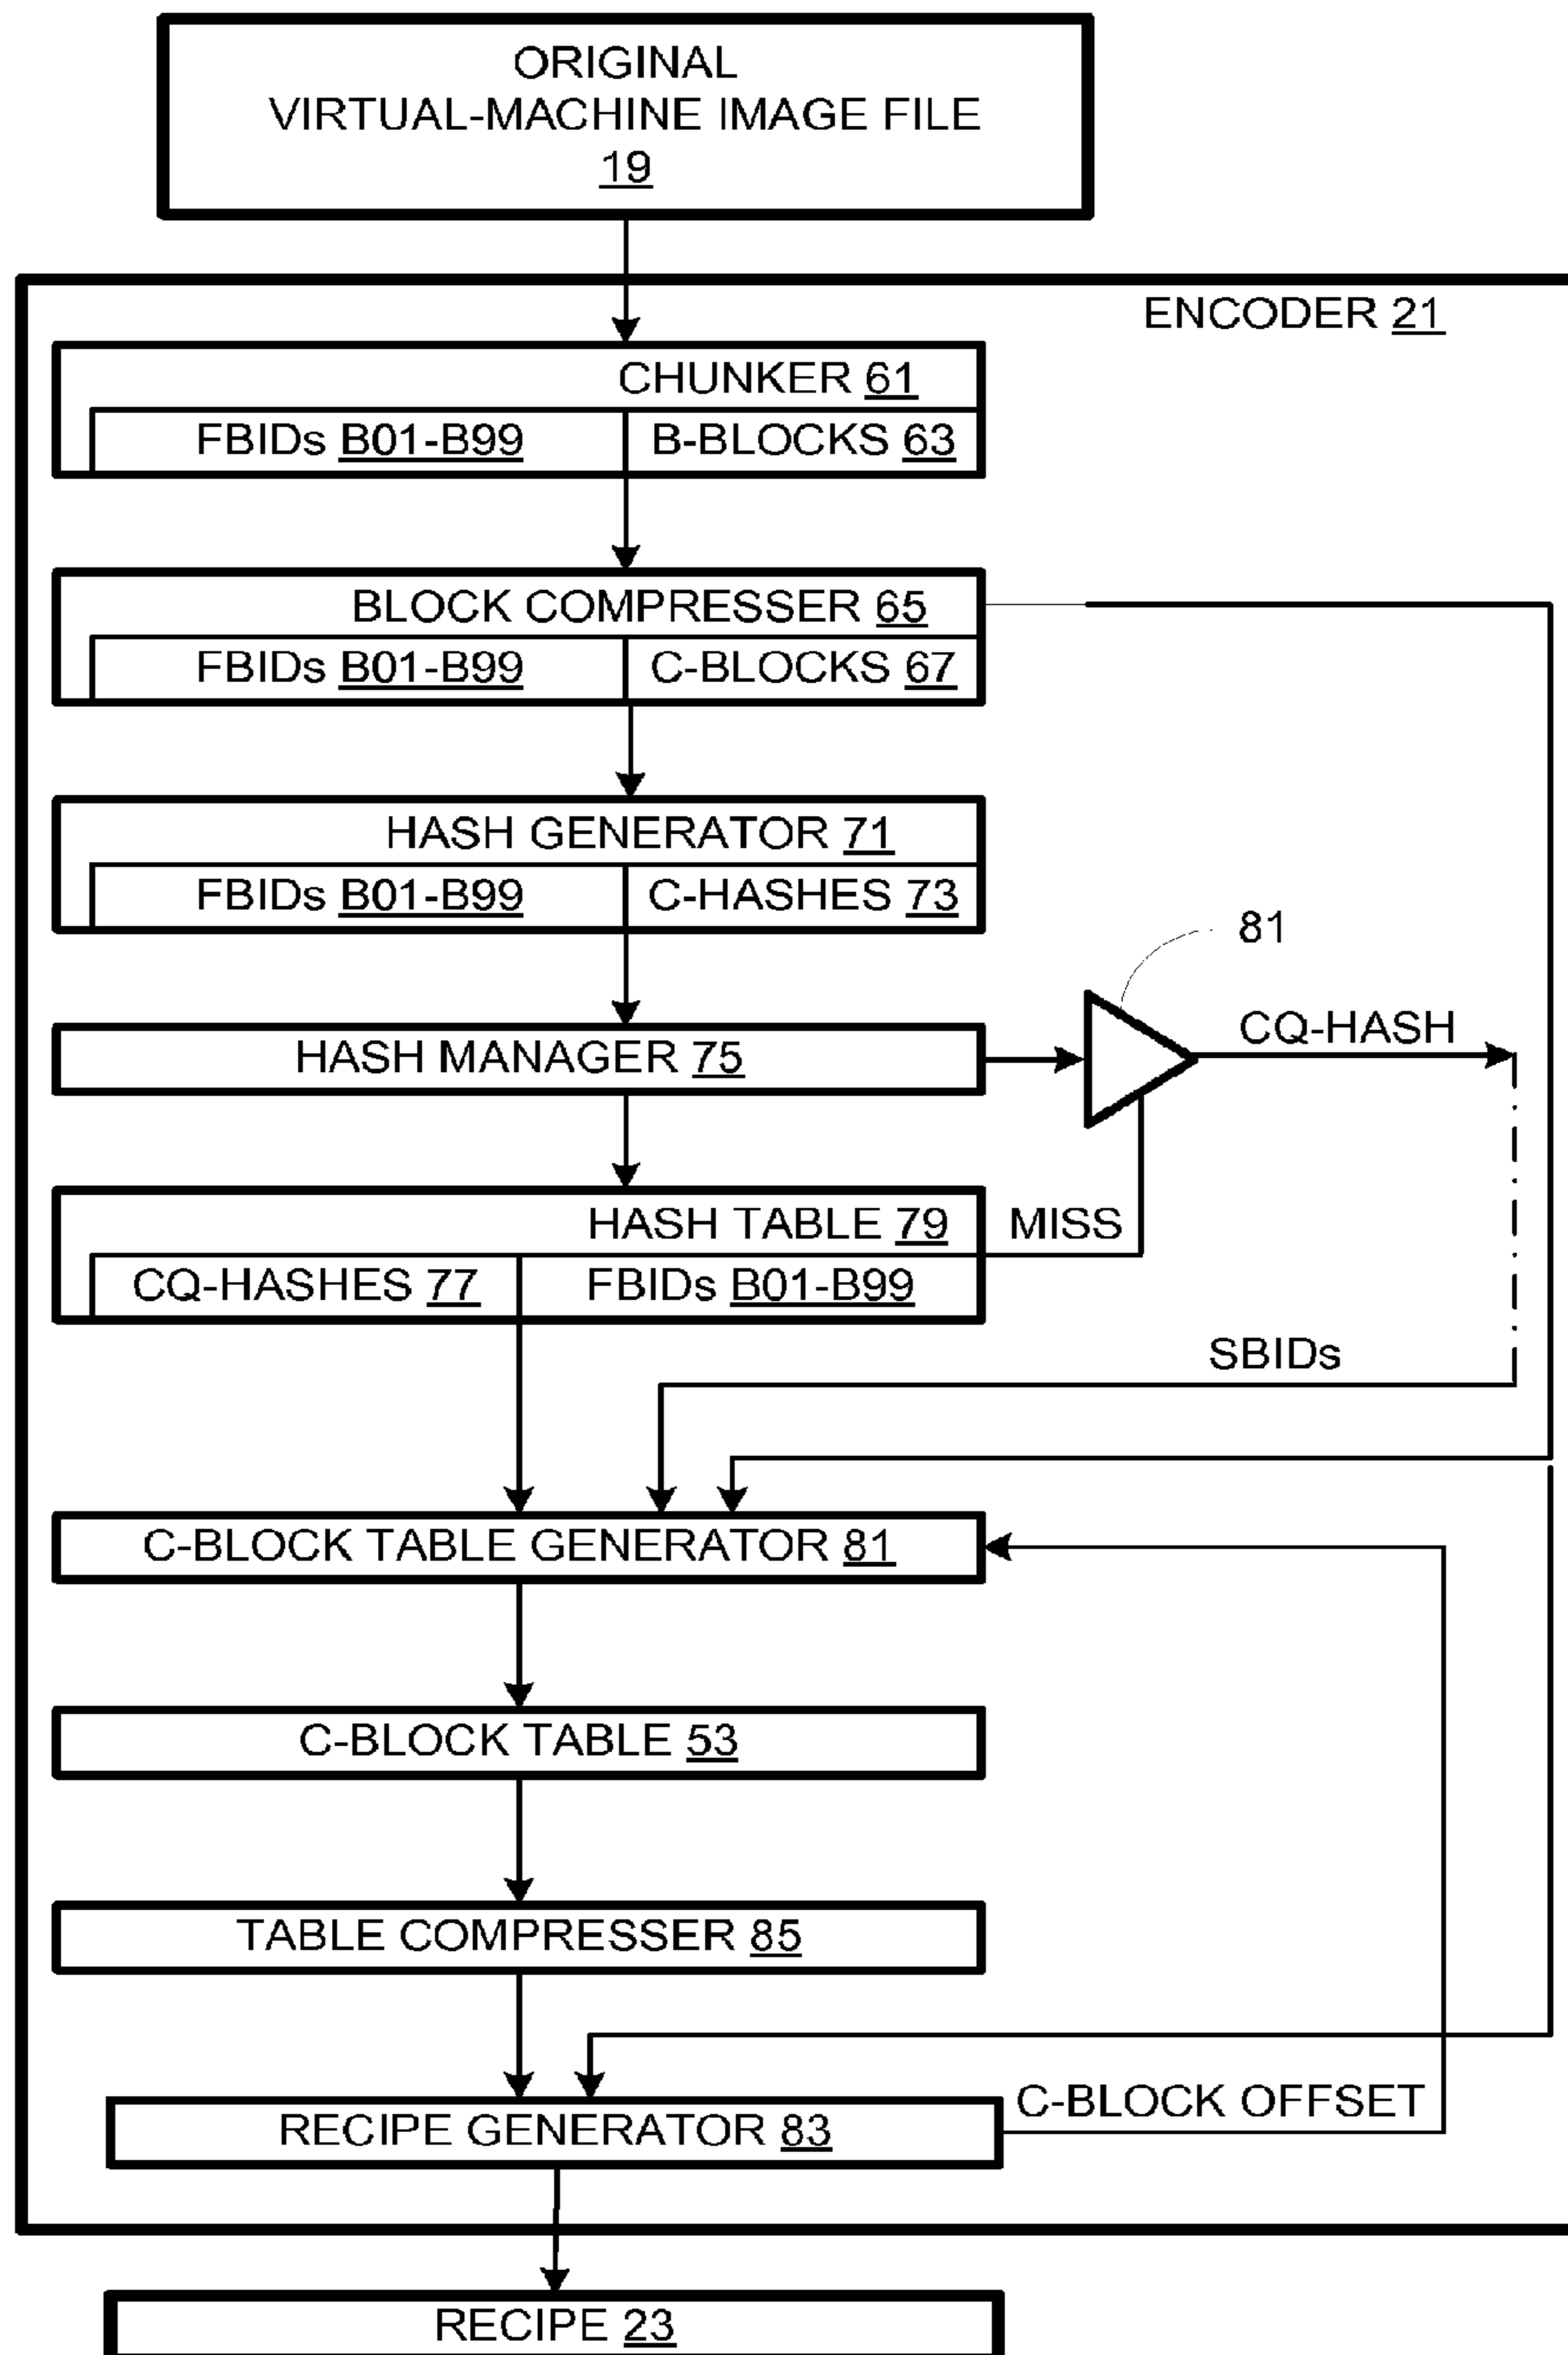 ORIGINAL
VIRTUAL-MACHINE IMAGE FILE
19
ENCODER 21
CHUNKER 61
FBIDs B01-B99 B-BLOCKS 63
BLOCK COMPRESSER 65
FBIDs B01-B99 C-BLOCKS 67
HASH GENERATOR 71
FBIDs B01-B99 C-HASHES 73
81
CQ-HASH
HASH MANAGER 75
HASH TABLE 79 MISS
CQ-HASHES 77 FBIDs B01-B99
SBIDs
C-BLOCK TABLE GENERATOR 81
C-BLOCK TABLE 53
TABLE COMPRESSER 85
C-BLOCK OFFSET
RECIPE GENERATOR 83
RECIPE 23